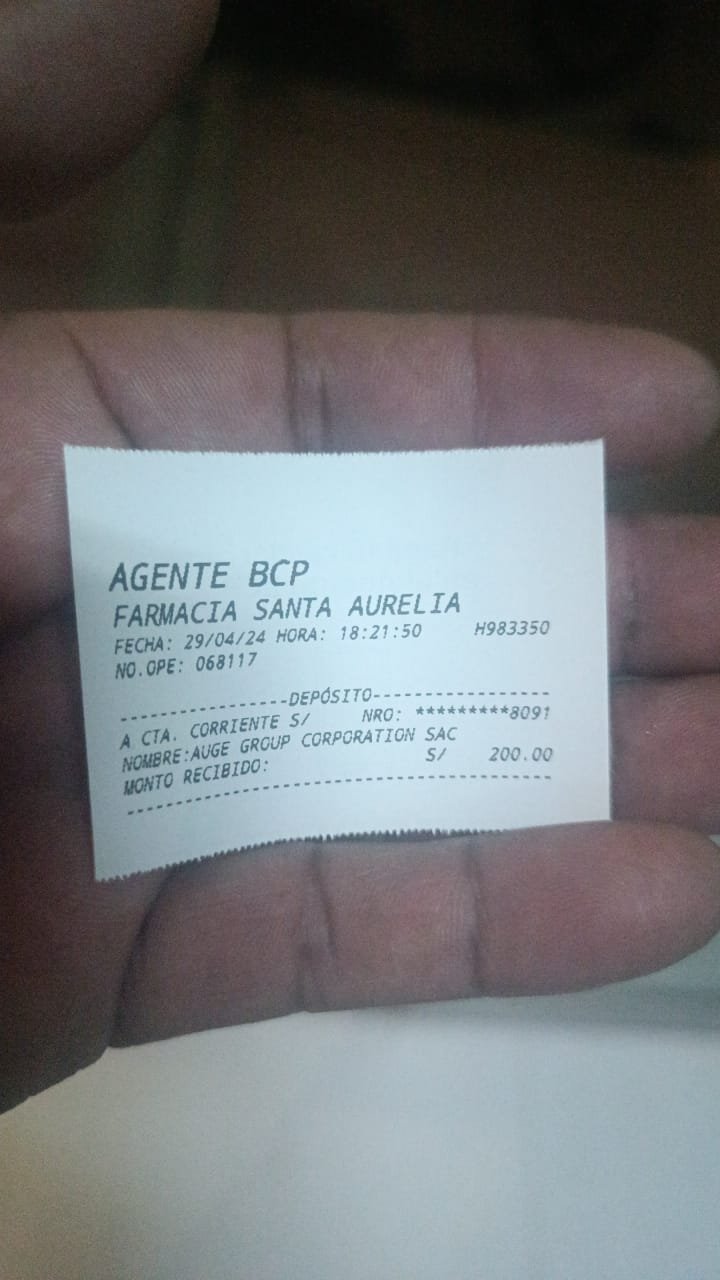 AGENTE BCP
FARMACIA SANTA AURELIA
FECHA: 29/04/24 HORA: 18:21:50 H983350
NO.OPE: 068117
----------------DEPÓSITO-----------------
A CTA. CORRIENTE S/ NRO: *********8091
NOMBRE:AUGE GROUP CORPORATION SAC
MONTO RECIBIDO: S/ 200.00
-----------------------------------------